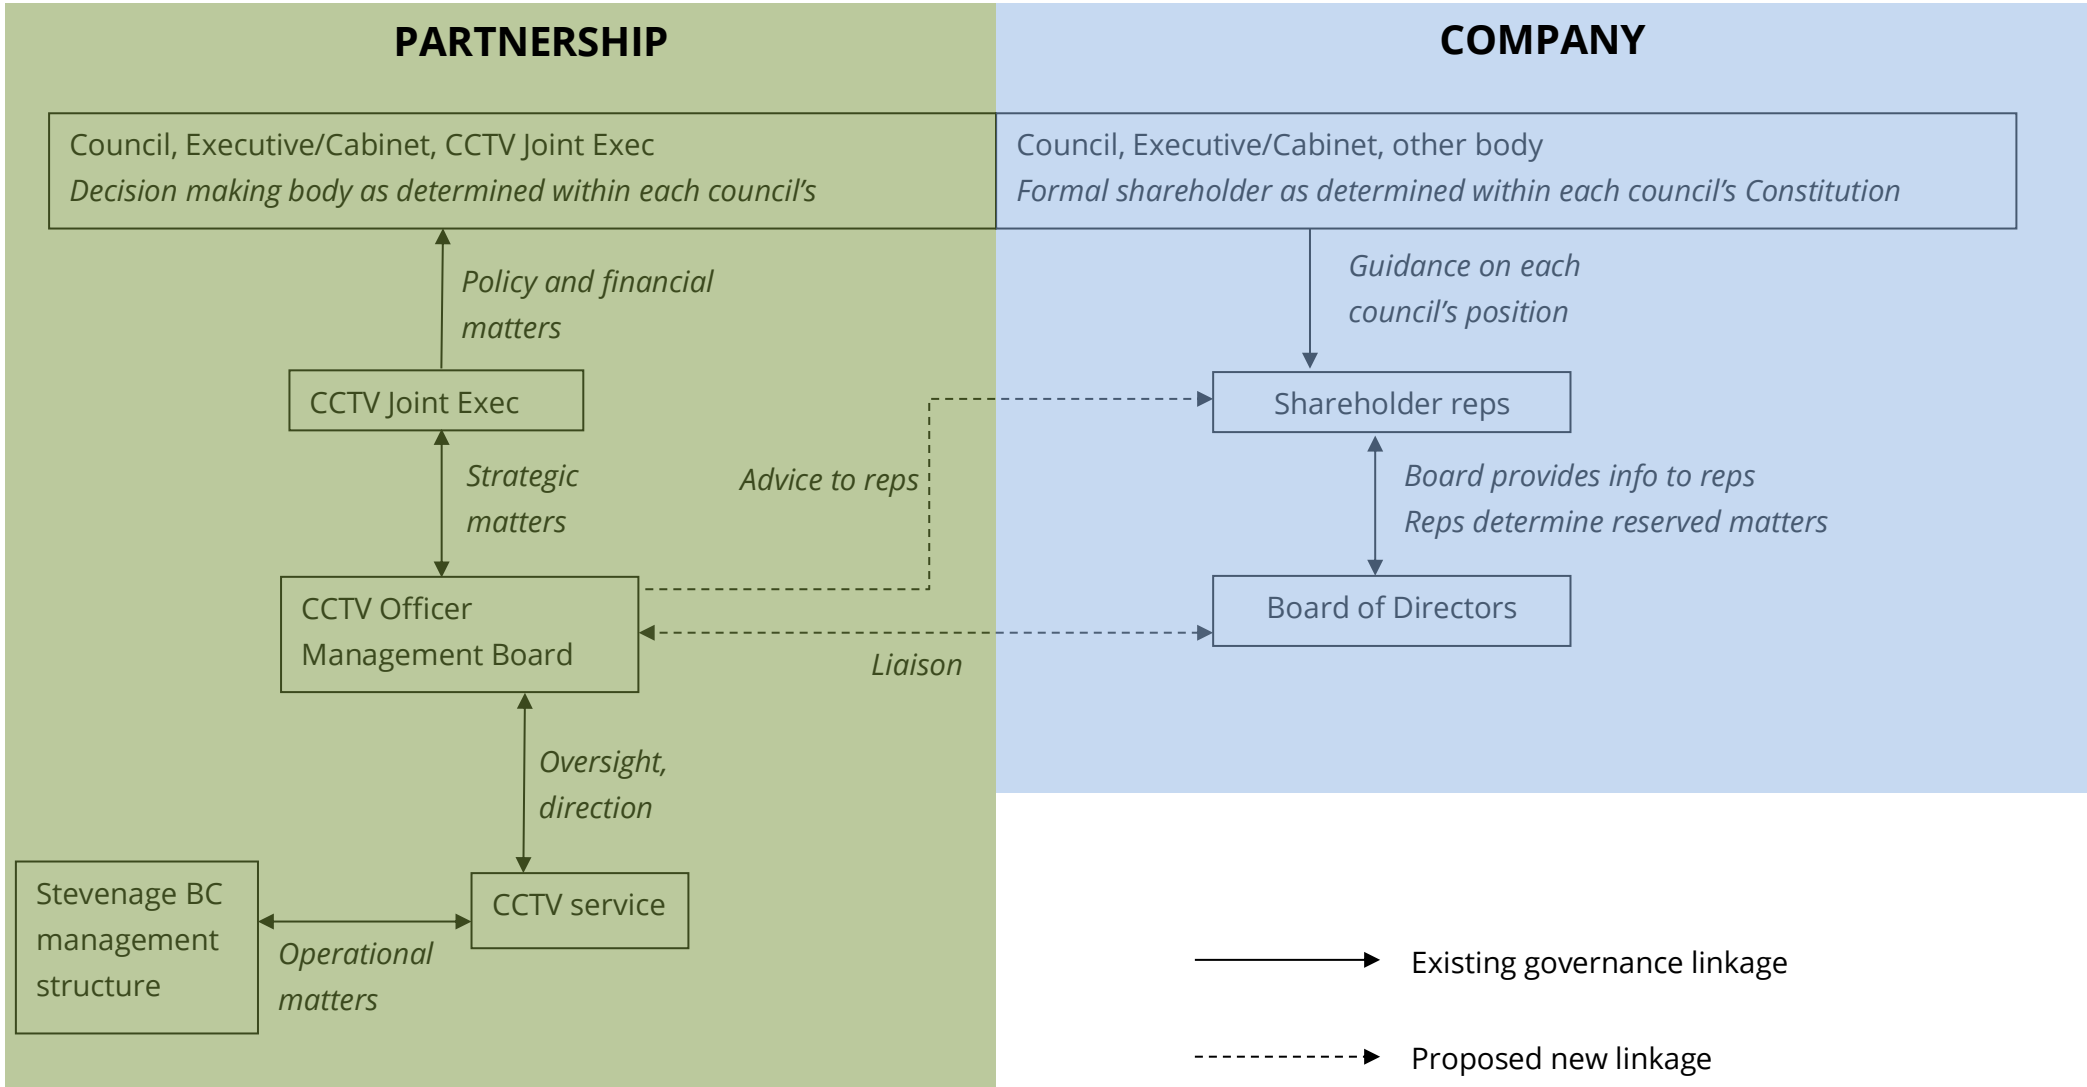 PARTNERSHIP
COMPANY
Council, Executive/Cabinet, CCTV Joint Exec
Decision making body as determined within each council’s
Council, Executive/Cabinet, other body
Formal shareholder as determined within each council’s Constitution
Policy and financial
matters
Guidance on each
council’s position
CCTV Joint Exec
Shareholder reps
Strategic
matters
Advice to reps
Board provides info to reps
Reps determine reserved matters
CCTV Officer
Management Board
Board of Directors
Liaison
Oversight,
direction
Stevenage BC
management
structure
CCTV service
Operational
matters
Existing governance linkage
Proposed new linkage